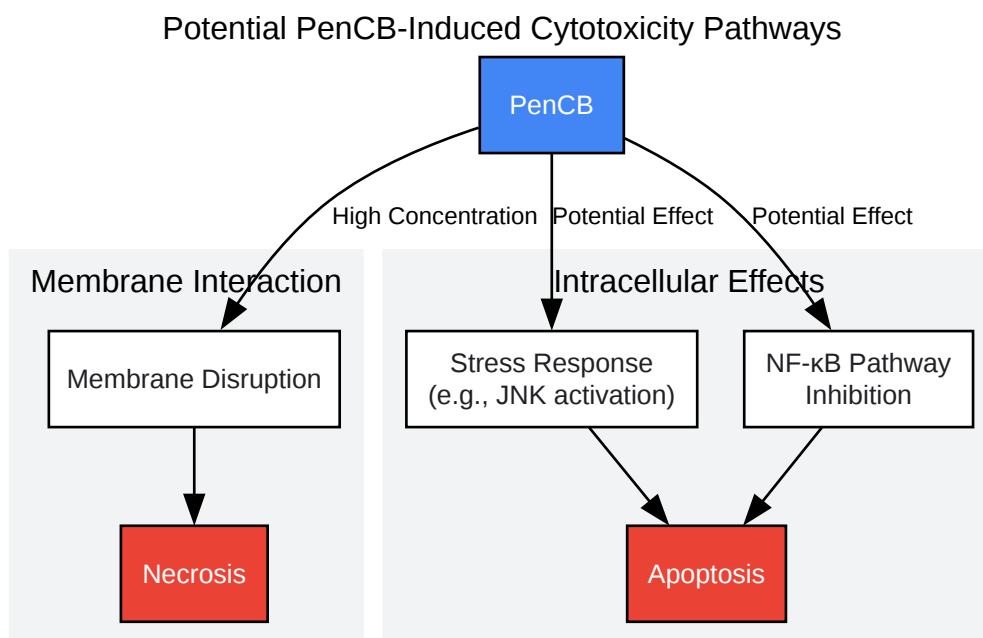 Potential PenCB-Induced Cytotoxicity Pathways
PenCB
High Concentration
Potential Effect
Potential Effect
Membrane Interaction
Intracellular Effects
Membrane Disruption
Stress Response
(e.g., JNK activation)
NF-κB Pathway
Inhibition
Necrosis
Apoptosis